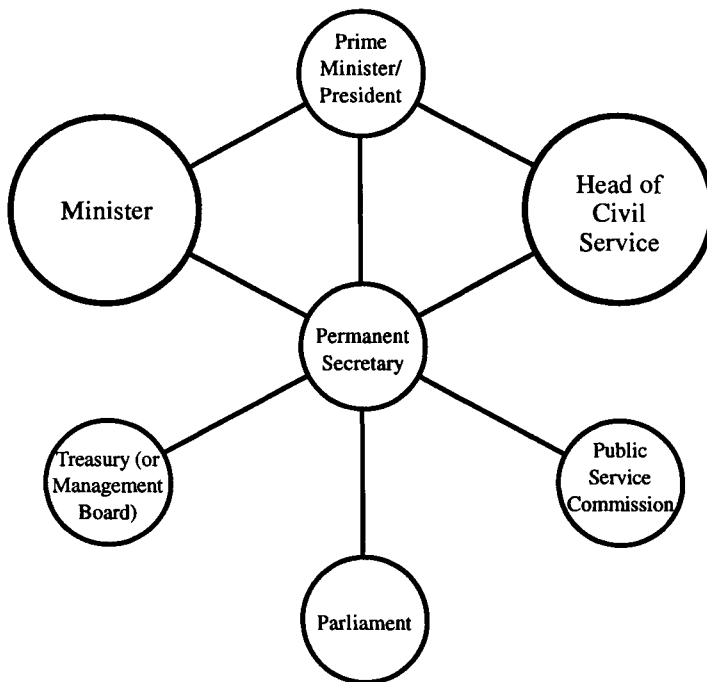 Prime
Minister/
President
Minister
Head of
Civil
Service
Permanent
Secretary
Treasury (or
Management
Board)
Public
Service
Commission
Parliament